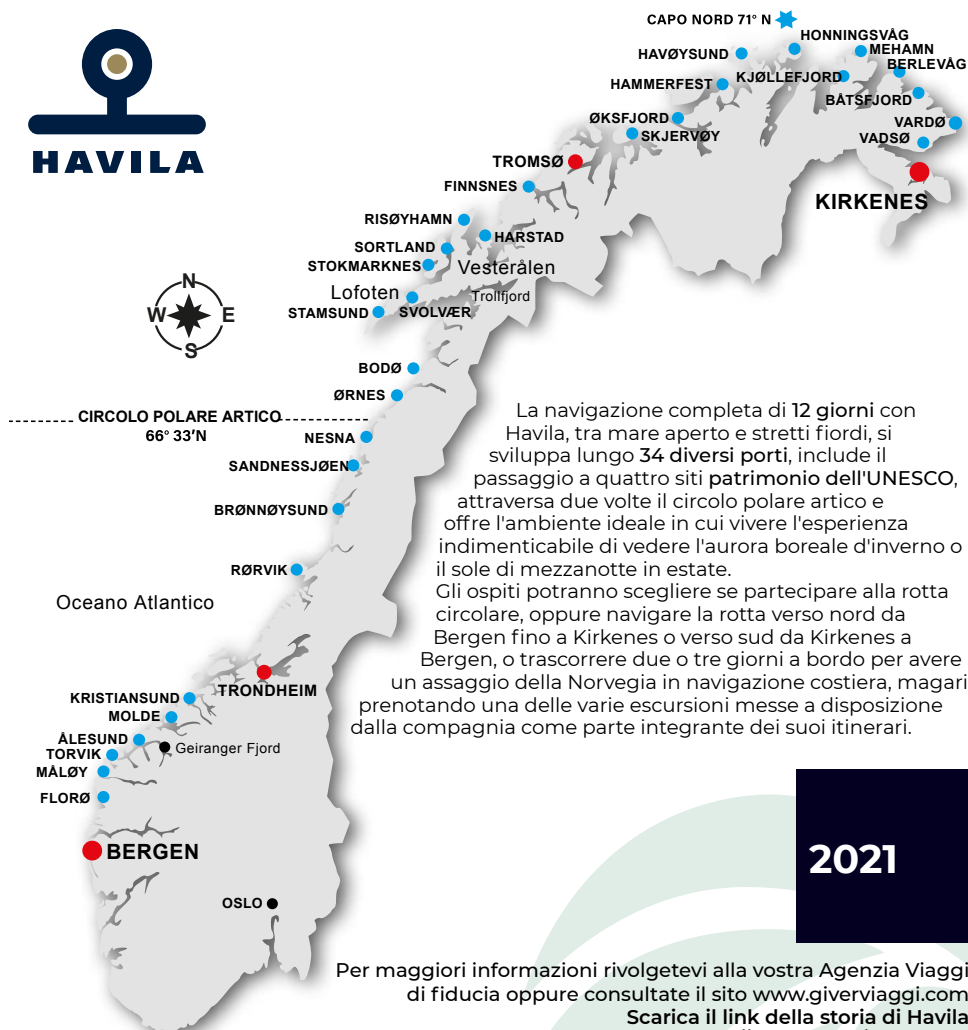 CAPO NORD 71° N
HONNINGSVÅG
HAVØYSUND
MEHAMN
BERLEVÅG
KJØLLEFJORD
HAMMERFEST
BÅTSFJORD
ØKSFJORD
VARDØ
SKJERVØY
VADSØ
HAVILA
TROMSØ
FINNSNES
KIRKENES
RISØYHAMN
HARSTAD
SORTLAND
STOKMARKNES
Vesterålen
Lofoten
Trollfjord
STAMSUND
SVOLVÆR
N
W
E
S
BODØ
ØRNES
CIRCOLO POLARE ARTICO
66° 33'N
NESNA
SANDNESSJØEN
BRØNNØYSUND
RØRVIK
Oceano Atlantico
La navigazione completa di 12 giorni con
Havila, tra mare aperto e stretti fiordi, si
sviluppa lungo 34 diversi porti, include il
passaggio a quattro siti patrimonio dell'UNESCO,
attraversa due volte il circolo polare artico e
offre l'ambiente ideale in cui vivere l'esperienza
indimenticabile di vedere l'aurora boreale d'inverno o
il sole di mezzanotte in estate.
Gli ospiti potranno scegliere se partecipare alla rotta
circolare, oppure navigare la rotta verso nord da
Bergen fino a Kirkenes o verso sud da Kirkenes a
Bergen, o trascorrere due o tre giorni a bordo per avere
un assaggio della Norvegia in navigazione costiera, magari
prenotando una delle varie escursioni messe a disposizione
dalla compagnia come parte integrante dei suoi itinerari.
TRONDHEIM
KRISTIANSUND
MOLDE
ÅLESUND
Geiranger Fjord
TORVIK
MÅLØY
FLORØ
BERGEN
OSLO
2021
Per maggiori informazioni rivolgetevi alla vostra Agenzia Viaggi
di fiducia oppure consultate il sito www.giverviaggi.com
Scarica il link della storia di Havila